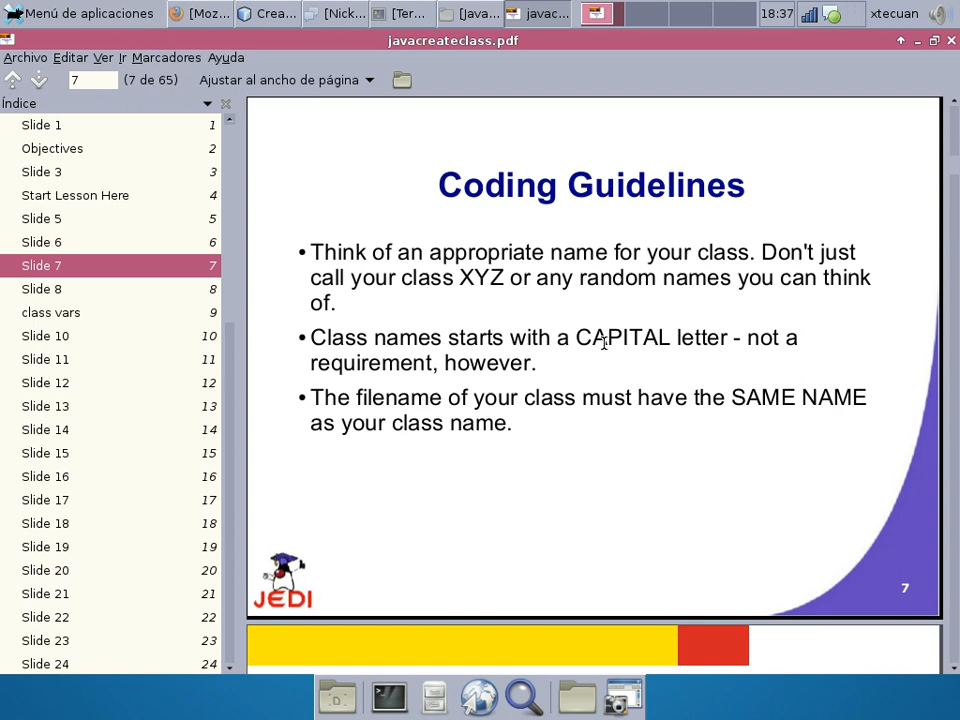 Menú de aplicaciones [Moz... Crea... [Nick... [Ter... [Java... javac... 18:37 xtecuan
javacreateclass.pdf
Archivo Editar Ver Ir Marcadores Ayuda
7 (7 de 65) Ajustar al ancho de página
Índice
Slide 1 1
Objectives 2
Slide 3 3
Start Lesson Here 4
Slide 5 5
Slide 6 6
Slide 7 7
Slide 8 8
class vars 9
Slide 10 10
Slide 11 11
Slide 12 12
Slide 13 13
Slide 14 14
Slide 15 15
Slide 16 16
Slide 17 17
Slide 18 18
Slide 19 19
Slide 20 20
Slide 21 21
Slide 22 22
Slide 23 23
Slide 24 24
Coding Guidelines
• Think of an appropriate name for your class. Don't just
call your class XYZ or any random names you can think
of.
• Class names starts with a CAPITAL letter - not a
requirement, however.
• The filename of your class must have the SAME NAME
as your class name.
JEDI
7